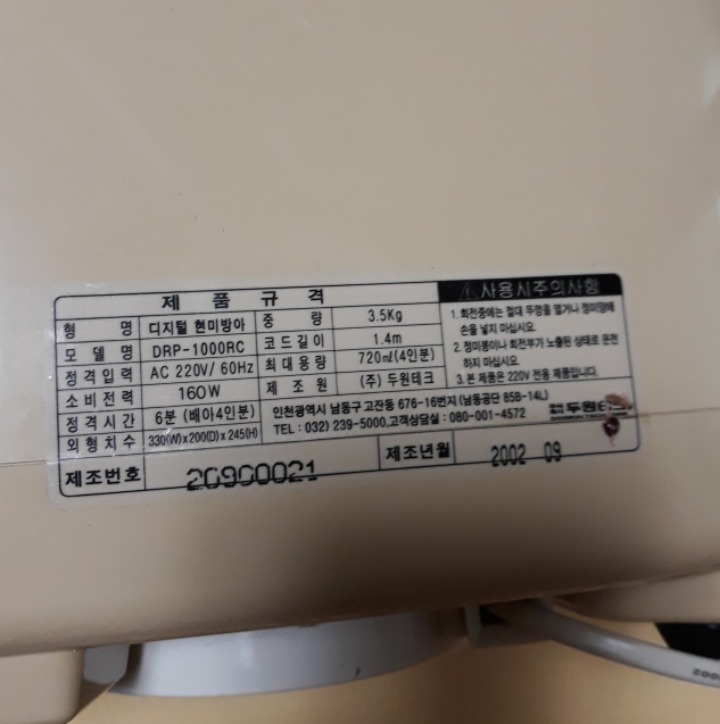 제 품 규 격
형 명 디지털 현미방아 중 량 3.5Kg
모 델 명 DRP-1000RC 코드길이 1.4m
정격입력 AC 220V/ 60Hz 최대용량 720㎖(4인분)
소비전력 160W 제 조 원 (주) 두원테크
정격시간 6분 (배아4인분) 인천광역시 남동구 고잔동 676-16번지 (남동공단 85B-14L)
외형치수 330(W)x200(D)x245(H) TEL : 032) 239-5000,고객상담실 : 080-001-4572
제조번호 20900021 제조년월 2002 09
⚠사용시주의사항
1. 회전중에는 절대 뚜껑을 열거나 정미망에
손을 넣지 마십시요.
2. 정미봉이나 회전부가 노출된 상태로 운전
하지 마십시요.
3. 본 제품은 220V 전용 제품입니다.
두원테크